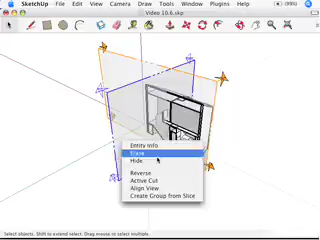 SketchUp File Edit View Camera Draw Tools Window Plugins Help
Video 10.6.skp
Entity Info
Erase
Hide
Reverse
Active Cut
Align View
Create Group from Slice
Select objects. Shift to extend select. Drag mouse to select multiple.